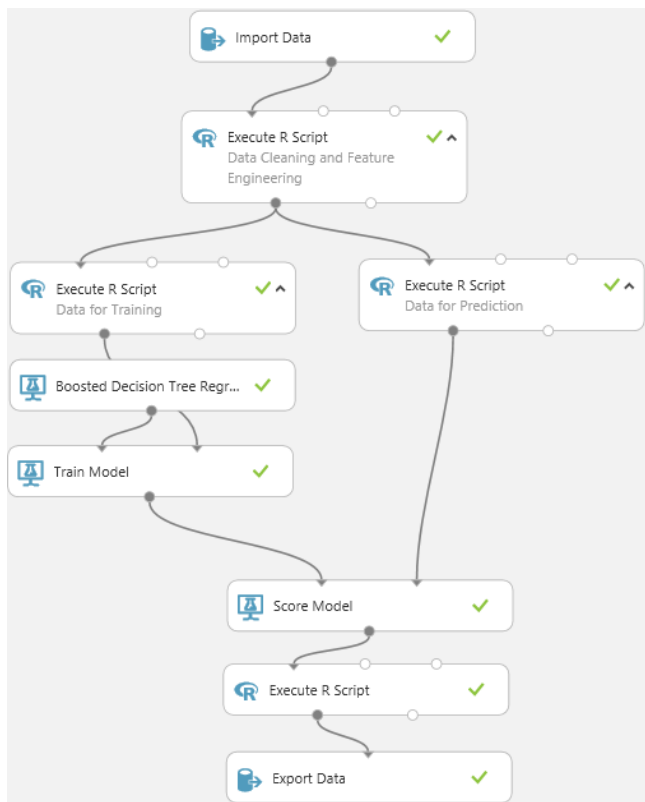 Import Data
Execute R Script
Data Cleaning and Feature
Engineering
Execute R Script
Data for Training
Execute R Script
Data for Prediction
Boosted Decision Tree Regr...
Train Model
Score Model
Execute R Script
Export Data